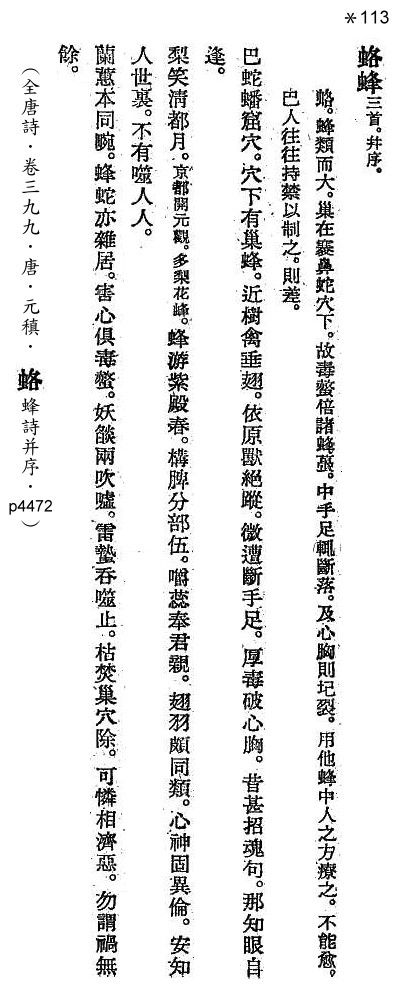 ＊113
蛒蜂三首。幷序。
蛒。蜂類而大。巢在褰鼻蛇穴下。故毒螫倍諸蜂蠆。中手足輒斷落。及心胸則圮裂。用他蜂中人之方療之。不能愈。
巴人往往持禁以制之。則差。
巴蛇蟠窟穴。穴下有巢蜂。近樹禽垂翅。依原獸絕蹤。微遭斷手足。厚毒破心胸。昔甚招魂句。那知眼自
逢。
梨笑清都月。京都開元觀。多梨花蜂。蜂游紫殿春。構脾分部伍。嚼蕊奉君親。翅羽頗同類。心神固異倫。安知
人世裏。不有噬人人。
蘭蕙本同畹。蜂蛇亦雜居。害心俱毒螫。妖燄兩吹噓。雷蟄吞噬止。枯焚巢穴除。可憐相濟惡。勿謂禍無
餘。
（全唐詩．卷三九九．唐．元稹．蛒蜂詩并序．p4472）